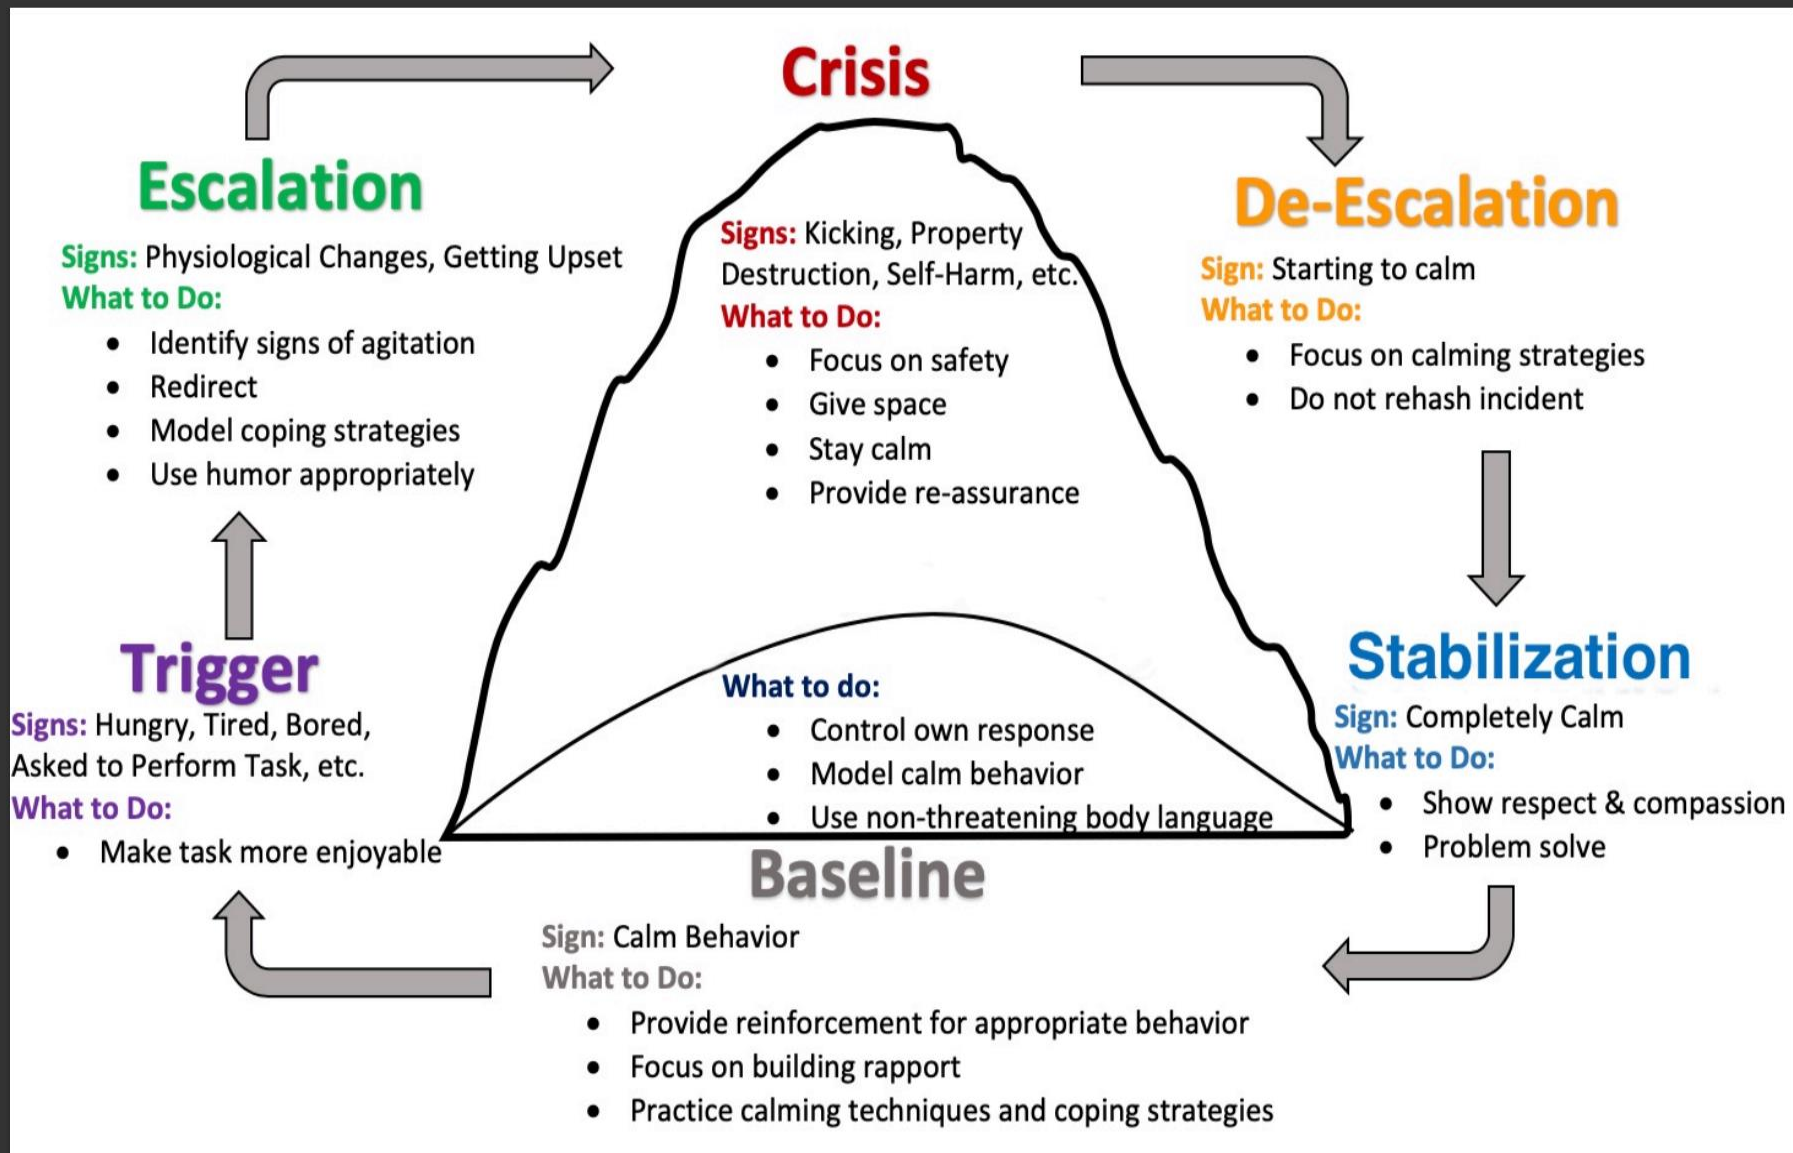 Crisis
Signs: Kicking, Property
Destruction, Self-Harm, etc.
What to Do:
• Focus on safety
• Give space
• Stay calm
• Provide re-assurance
Escalation
Signs: Physiological Changes, Getting Upset
What to Do:
• Identify signs of agitation
• Redirect
• Model coping strategies
• Use humor appropriately
De-Escalation
Sign: Starting to calm
What to Do:
• Focus on calming strategies
• Do not rehash incident
Trigger
Signs: Hungry, Tired, Bored,
Asked to Perform Task, etc.
What to Do:
• Make task more enjoyable
What to do:
• Control own response
• Model calm behavior
• Use non-threatening body language
Stabilization
Sign: Completely Calm
What to Do:
• Show respect & compassion
• Problem solve
Baseline
Sign: Calm Behavior
What to Do:
• Provide reinforcement for appropriate behavior
• Focus on building rapport
• Practice calming techniques and coping strategies